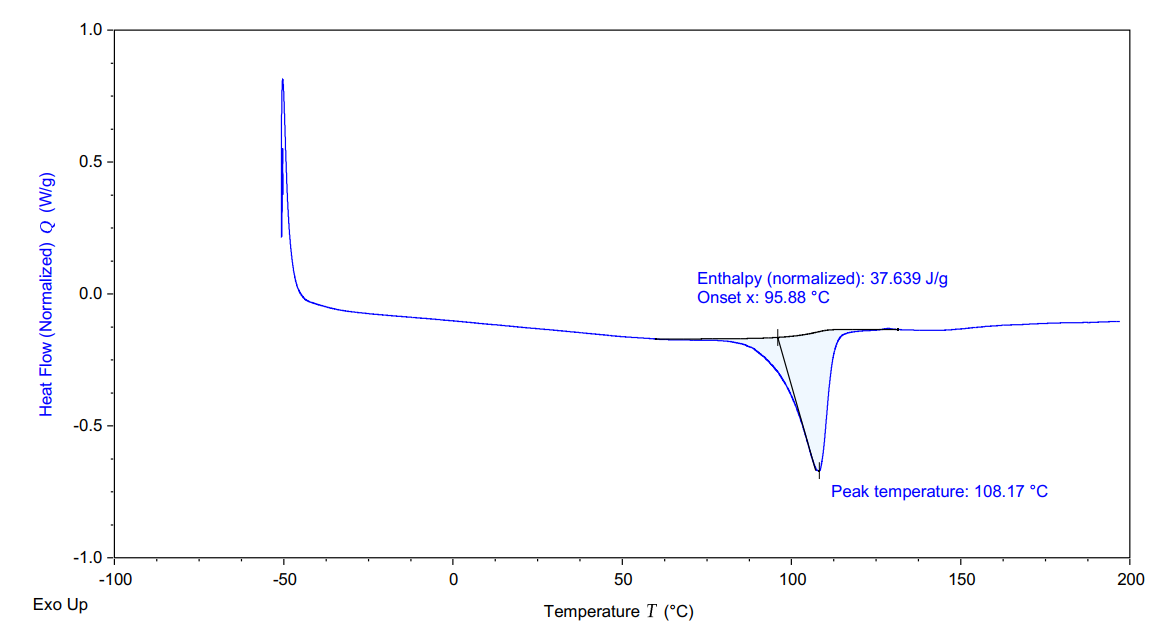 1.0
0.5
0.0
-0.5
-1.0
Heat Flow (Normalized) Q (W/g)
Enthalpy (normalized): 37.639 J/g
Onset x: 95.88 °C
Peak temperature: 108.17 °C
-100 -50 0 50 100 150 200
Exo Up
Temperature T (°C)